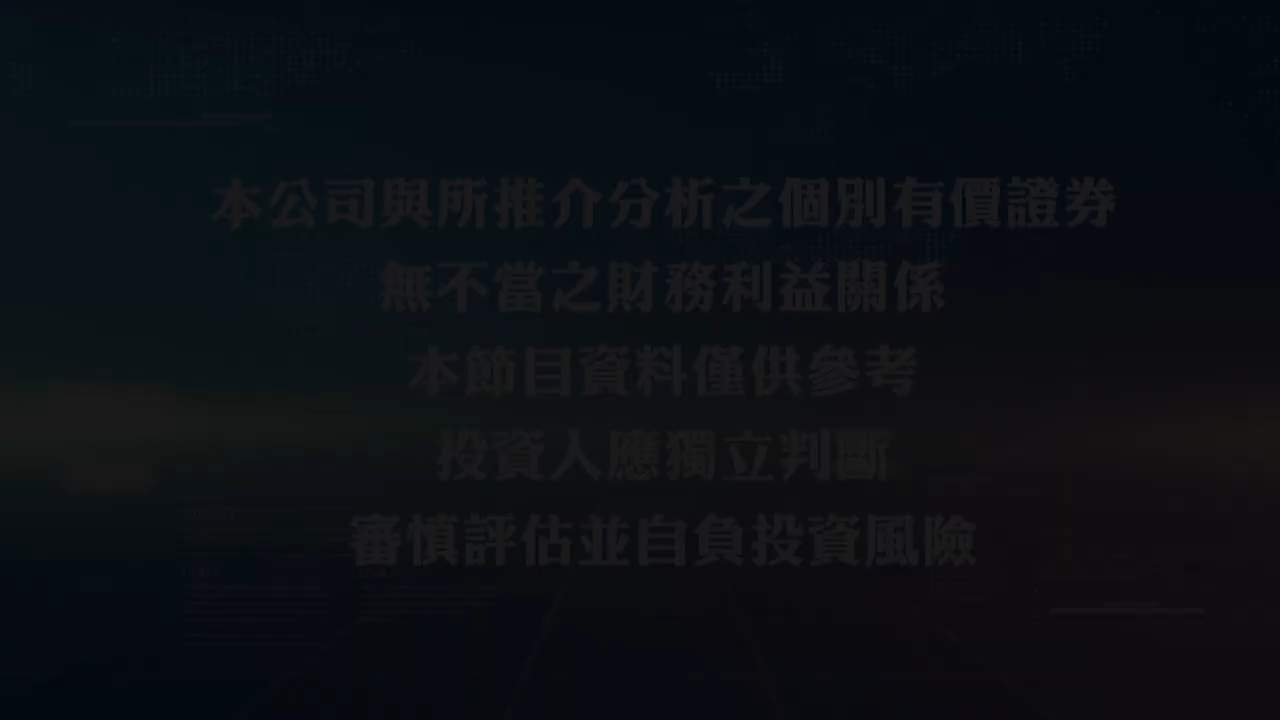 本公司與所推介分析之個別有價證券
無不當之財務利益關係
本節目資料僅供參考
投資人應獨立判斷
審慎評估並自負投資風險